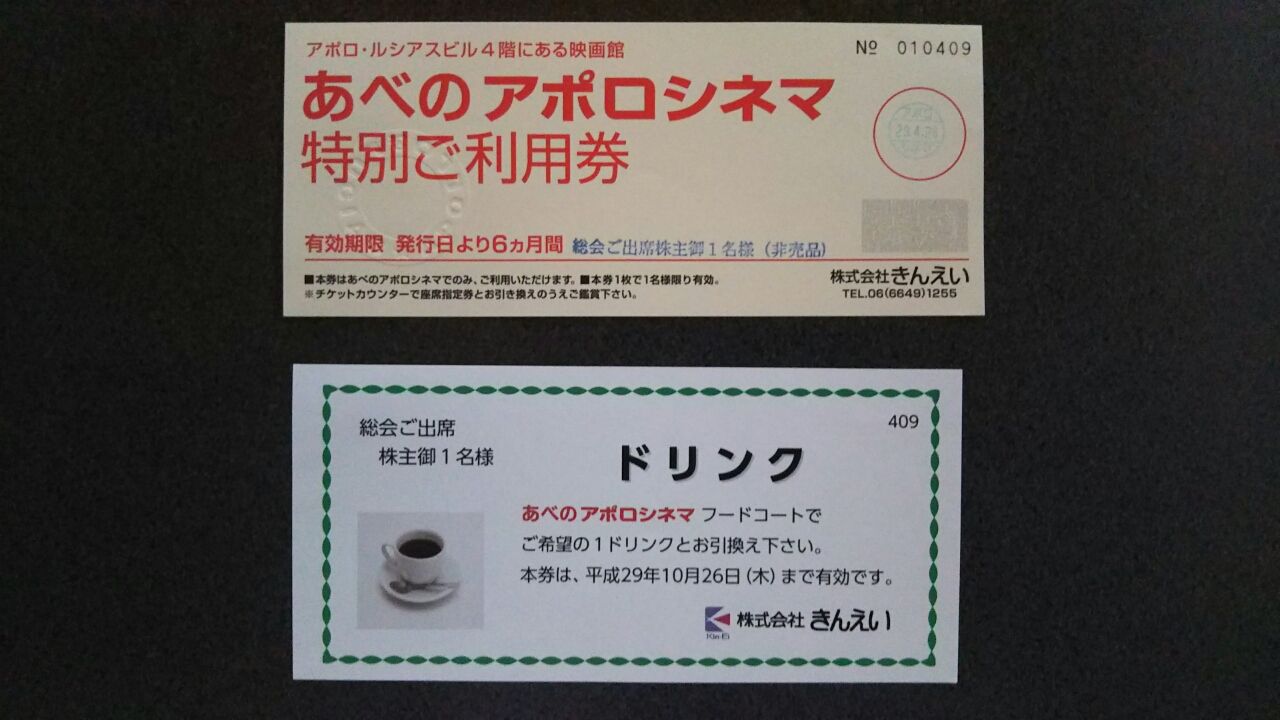 アポロ・ルシアスビル4階にある映画館
№ 010409
あべのアポロシネマ
特別ご利用券
アポロ
29.4.26
有効期限 発行日より6ヵ月間 総会ご出席株主御1名様（非売品）
■本券はあべのアポロシネマでのみ、ご利用いただけます。■本券1枚で1名様限り有効。
※チケットカウンターで座席指定券とお引き換えのうえご鑑賞下さい。
株式会社きんえい
TEL.06(6649)1255
総会ご出席
株主御1名様
409
ドリンク
あべのアポロシネマ フードコートで
ご希望の1ドリンクとお引換え下さい。
本券は、平成29年10月26日（木）まで有効です。
Kin-Ei
株式会社 きんえい